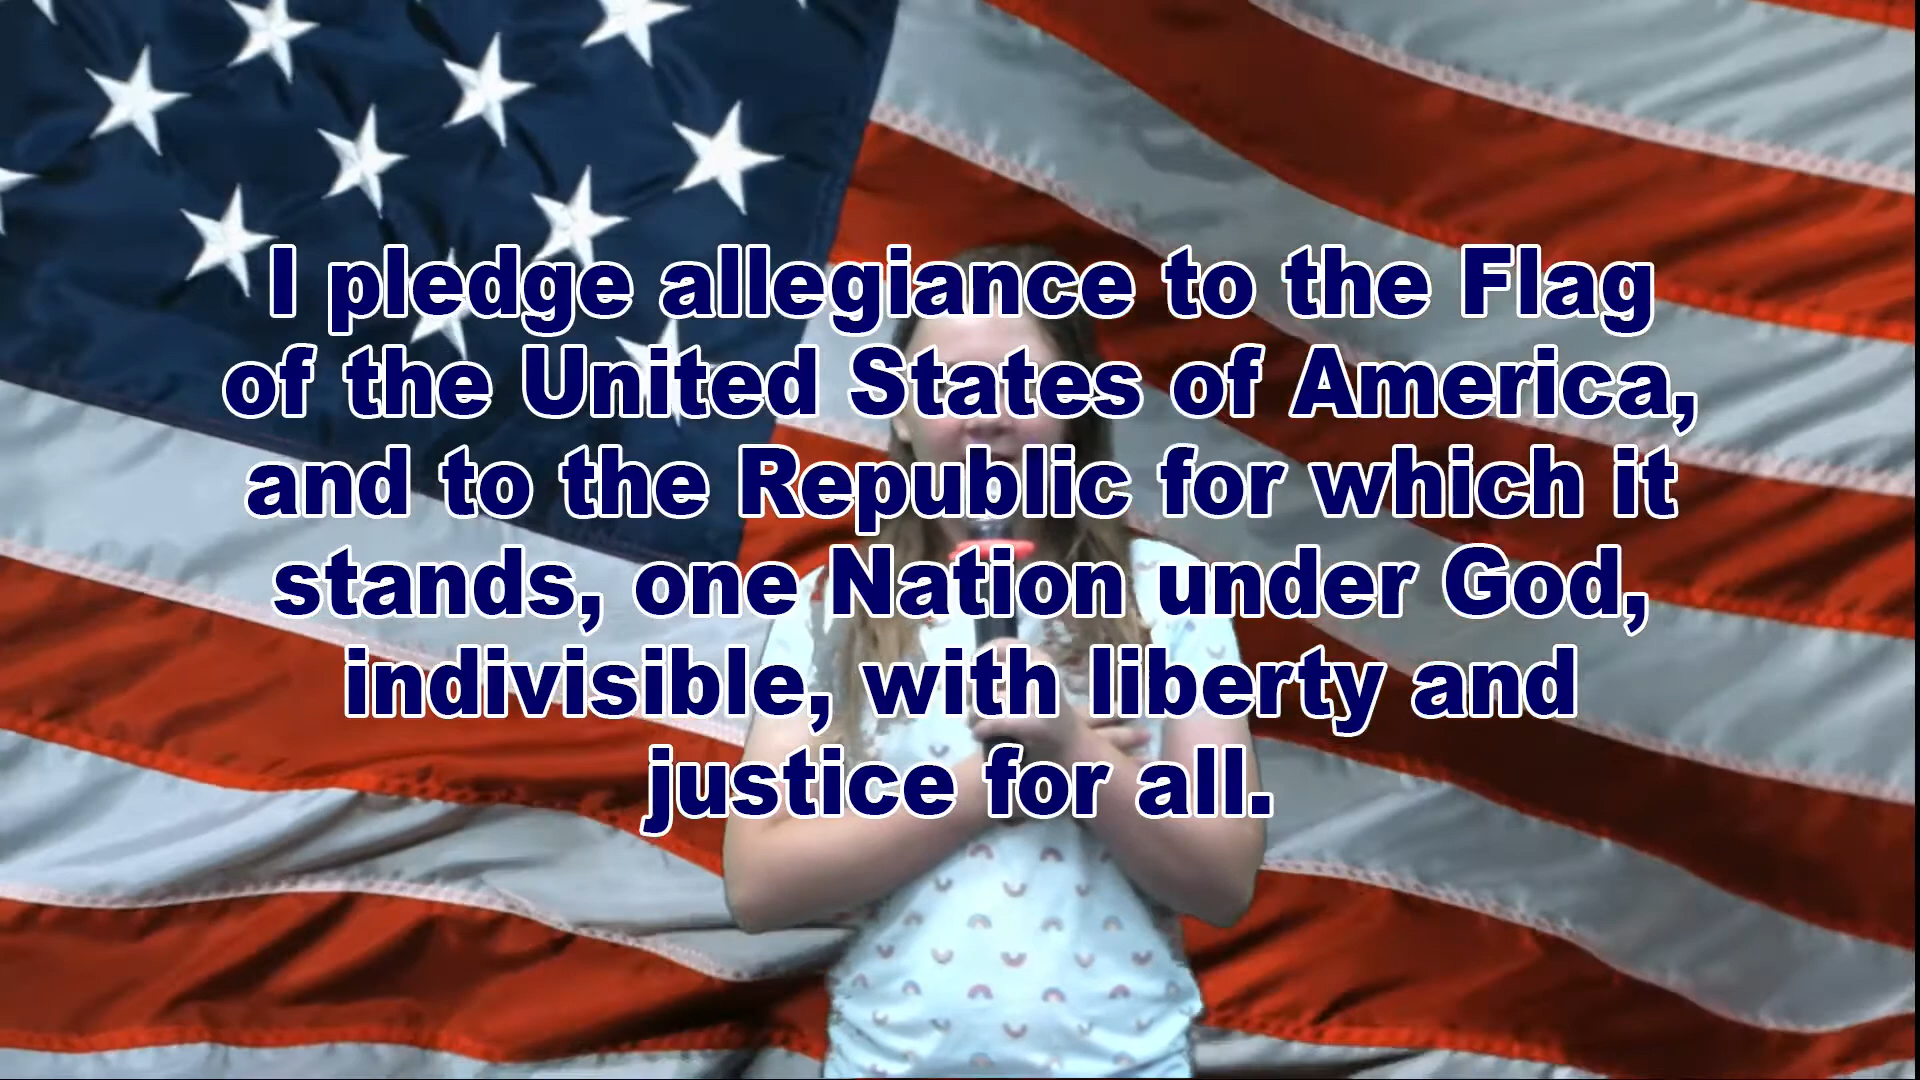 I pledge allegiance to the Flag
of the United States of America,
and to the Republic for which it
stands, one Nation under God,
indivisible, with liberty and
justice for all.